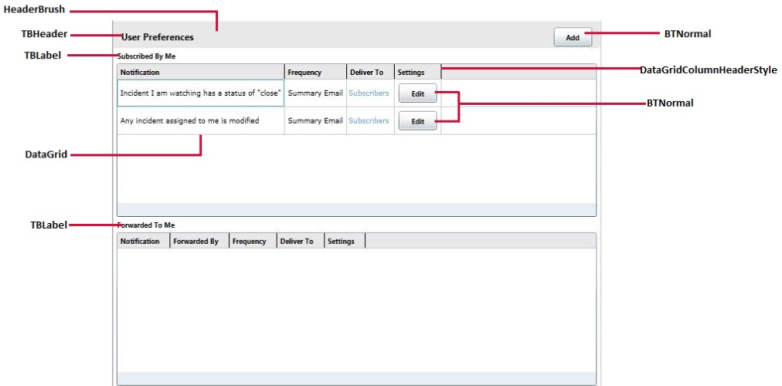 HeaderBrush
TBHeader
User Preferences
Add
BTNormal
TBLabel
Subscribed By Me
Notification Frequency Deliver To Settings
DataGridColumnHeaderStyle
Incident I am watching has a status of "close" Summary Email Subscribers Edit
BTNormal
Any incident assigned to me is modified Summary Email Subscribers Edit
DataGrid
TBLabel
Forwarded To Me
Notification Forwarded By Frequency Deliver To Settings